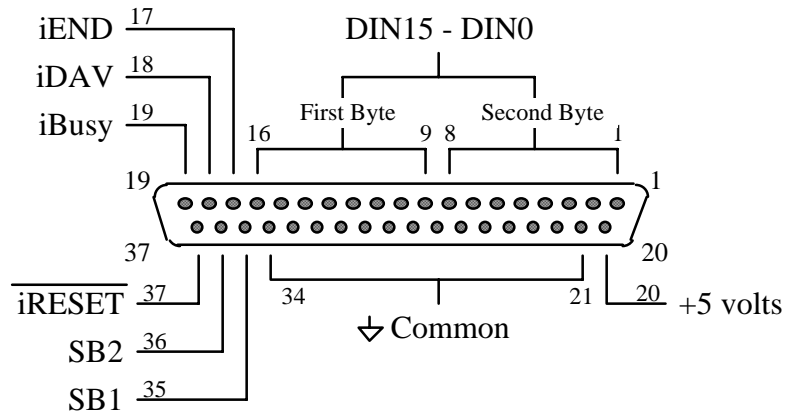 iEND 17
DIN15 - DIN0
iDAV 18
iBusy 19
First Byte
Second Byte
16
9 8
1
19
1
37
20
iRESET 37
34
21
20 +5 volts
Common
SB2 36
SB1 35